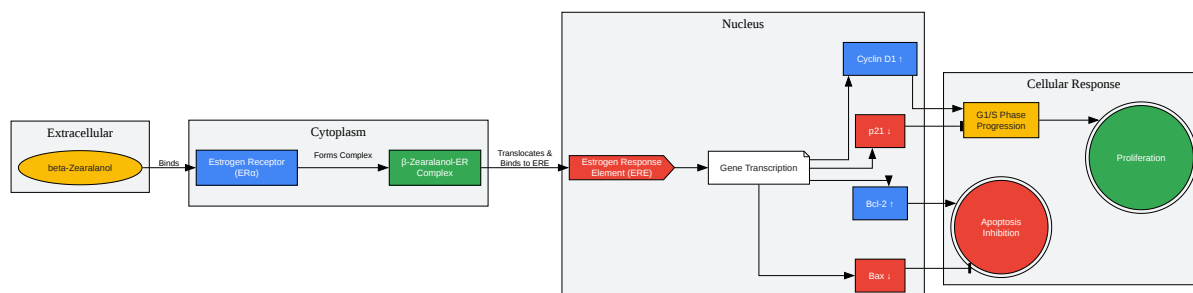 Extracellular
beta-Zearalanol
Binds
Cytoplasm
Estrogen Receptor
(ERα)
Forms Complex
β-Zearalanol-ER
Complex
Translocates &
Binds to ERE
Nucleus
Estrogen Response
Element (ERE)
Gene Transcription
Cyclin D1 ↑
p21 ↓
Bcl-2 ↑
Bax ↓
Cellular Response
G1/S Phase
Progression
Proliferation
Apoptosis
Inhibition